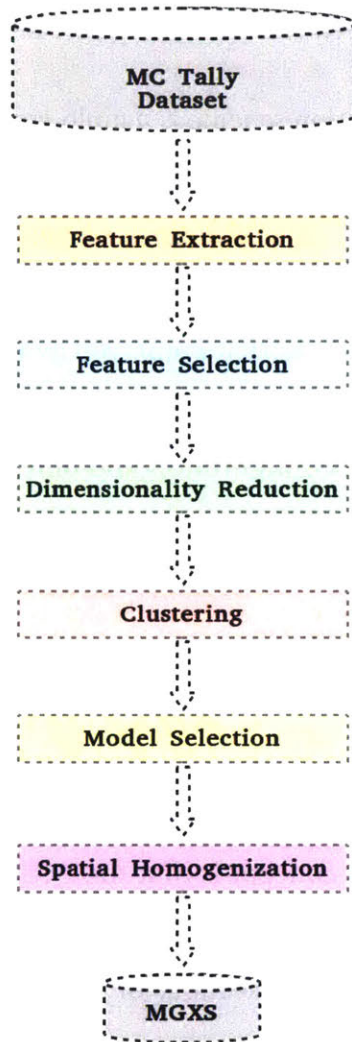 MC Tally
Dataset
Feature Extraction
Feature Selection
Dimensionality Reduction
Clustering
Model Selection
Spatial Homogenization
MGXS